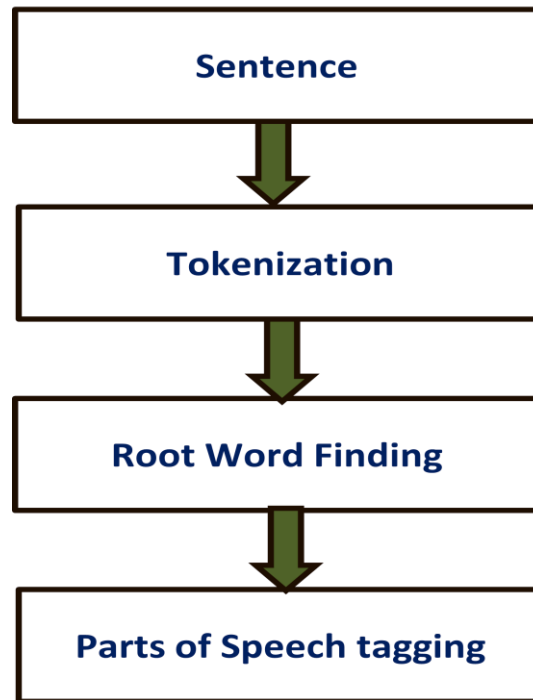 Sentence
Tokenization
Root Word Finding
Parts of Speech tagging